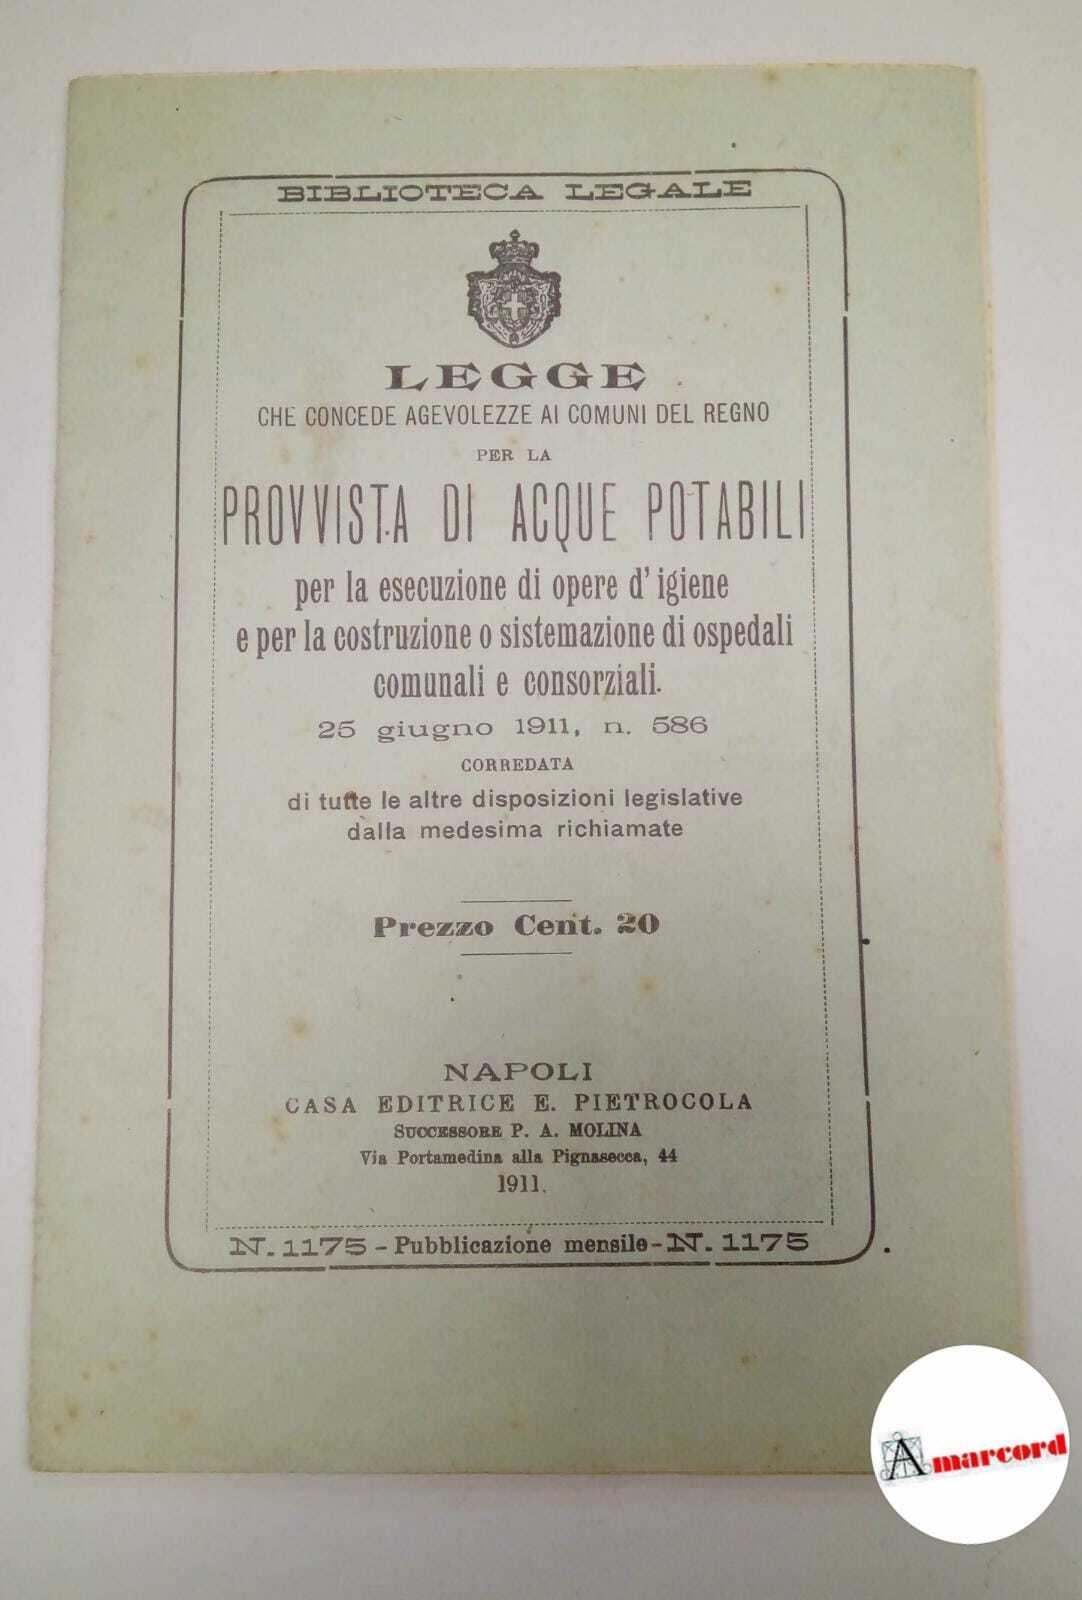 BIBLIOTECA LEGALE
LEGGE
CHE CONCEDE AGEVOLEZZE AI COMUNI DEL REGNO
PER LA
PROVVISTA DI ACQUE POTABILI
per la esecuzione di opere d' igiene
e per la costruzione o sistemazione di ospedali
comunali e consorziali.
25 giugno 1911, n. 586
CORREDATA
di tutte le altre disposizioni legislative
dalla medesima richiamate
Prezzo Cent. 20
NAPOLI
CASA EDITRICE E. PIETROCOLA
SUCCESSORE P. A. MOLINA
Via Portamedina alla Pignasecca, 44
1911.
N. 1175 - Pubblicazione mensile - N. 1175
Amarcord